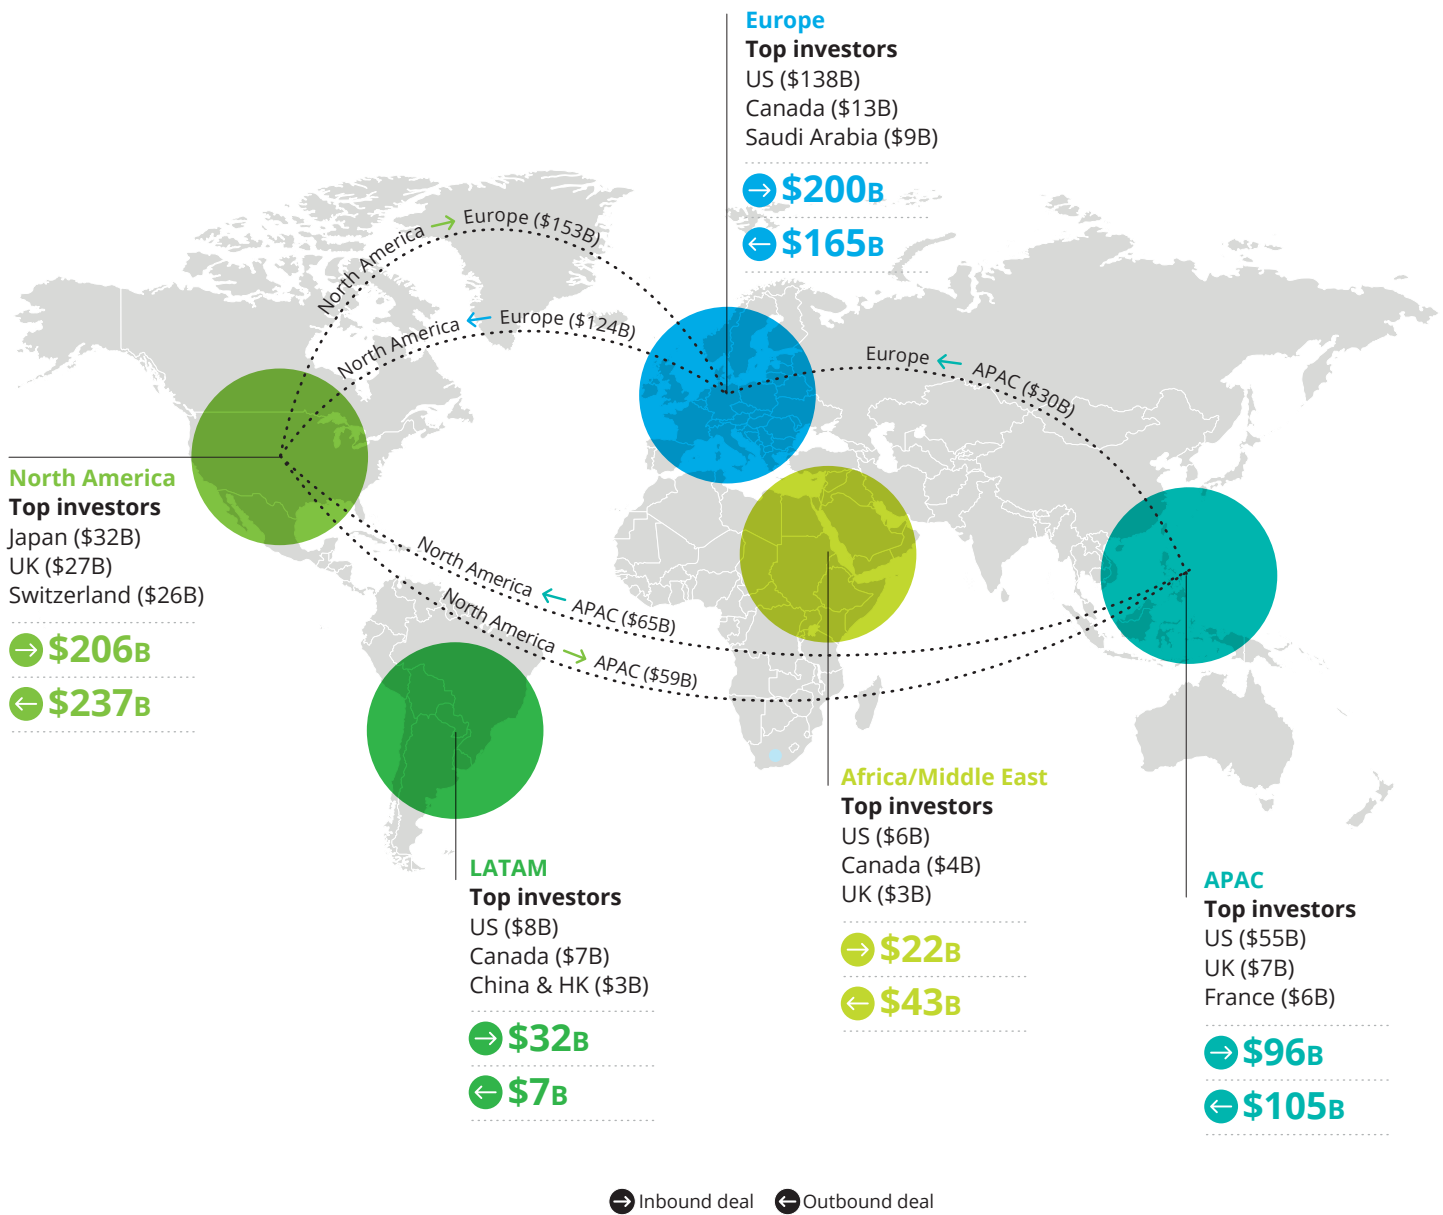 Europe
Top investors
US ($138B)
Canada ($13B)
Saudi Arabia ($9B)
$200B
$165B
North America → Europe ($153B)
North America ← Europe ($124B)
Europe ← APAC ($30B)
North America
Top investors
Japan ($32B)
UK ($27B)
Switzerland ($26B)
$206B
$237B
North America ← APAC ($65B)
North America → APAC ($59B)
Africa/Middle East
Top investors
US ($6B)
Canada ($4B)
UK ($3B)
$22B
$43B
LATAM
Top investors
US ($8B)
Canada ($7B)
China & HK ($3B)
$32B
$7B
APAC
Top investors
US ($55B)
UK ($7B)
France ($6B)
$96B
$105B
→ Inbound deal ← Outbound deal